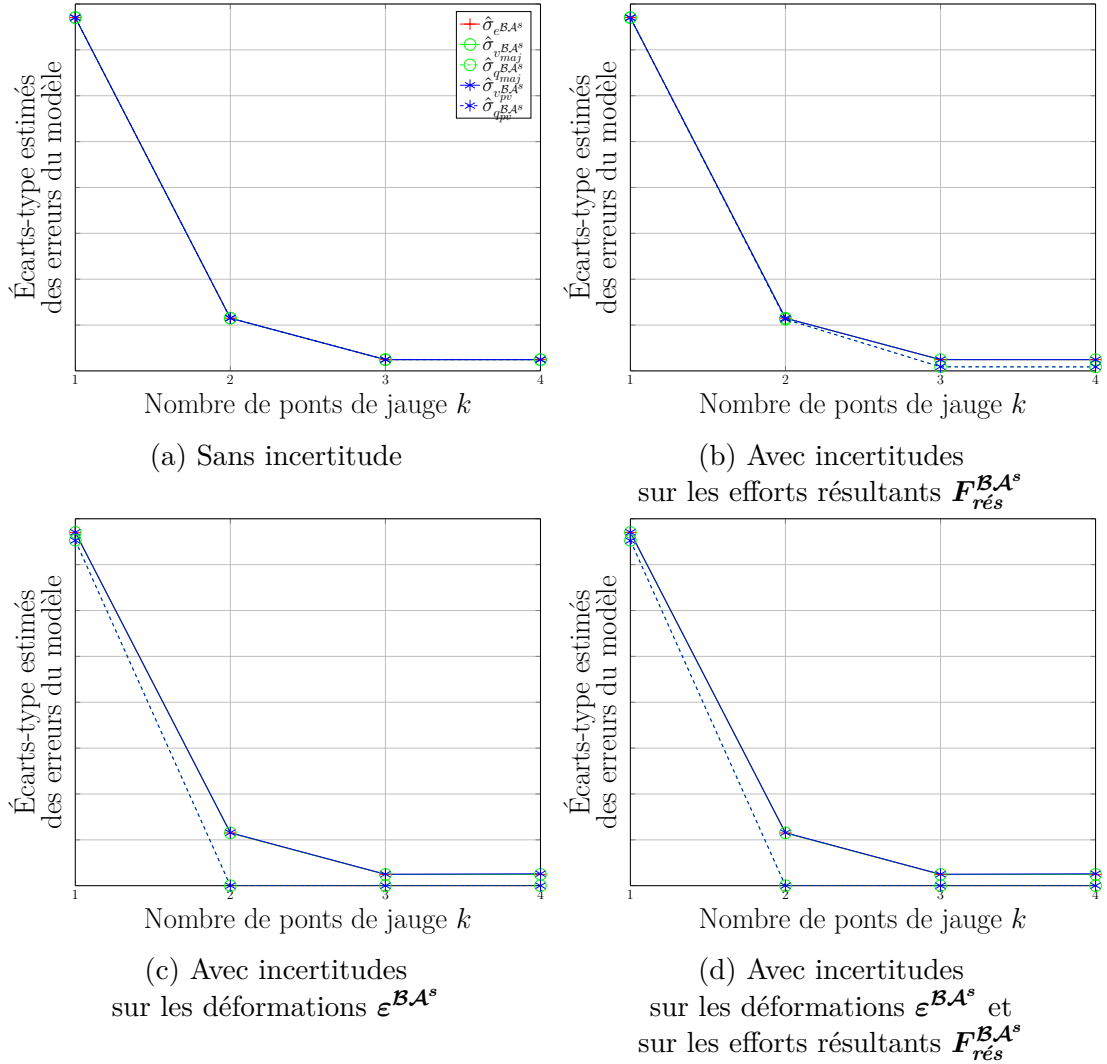 Écarts-type estimés
des erreurs du modèle
σ̂_{e^{ℬ𝒜^s}}
σ̂_{v_{maj}^{ℬ𝒜^s}}
σ̂_{q_{maj}^{ℬ𝒜^s}}
σ̂_{v_{pv}^{ℬ𝒜^s}}
σ̂_{q_{pv}^{ℬ𝒜^s}}
1 2 3 4
Nombre de ponts de jauge k
(a) Sans incertitude
Écarts-type estimés
des erreurs du modèle
1 2 3 4
Nombre de ponts de jauge k
(b) Avec incertitudes
sur les efforts résultants F_{rés}^{ℬ𝒜^s}
Écarts-type estimés
des erreurs du modèle
1 2 3 4
Nombre de ponts de jauge k
(c) Avec incertitudes
sur les déformations ε^{ℬ𝒜^s}
Écarts-type estimés
des erreurs du modèle
1 2 3 4
Nombre de ponts de jauge k
(d) Avec incertitudes
sur les déformations ε^{ℬ𝒜^s} et
sur les efforts résultants F_{rés}^{ℬ𝒜^s}